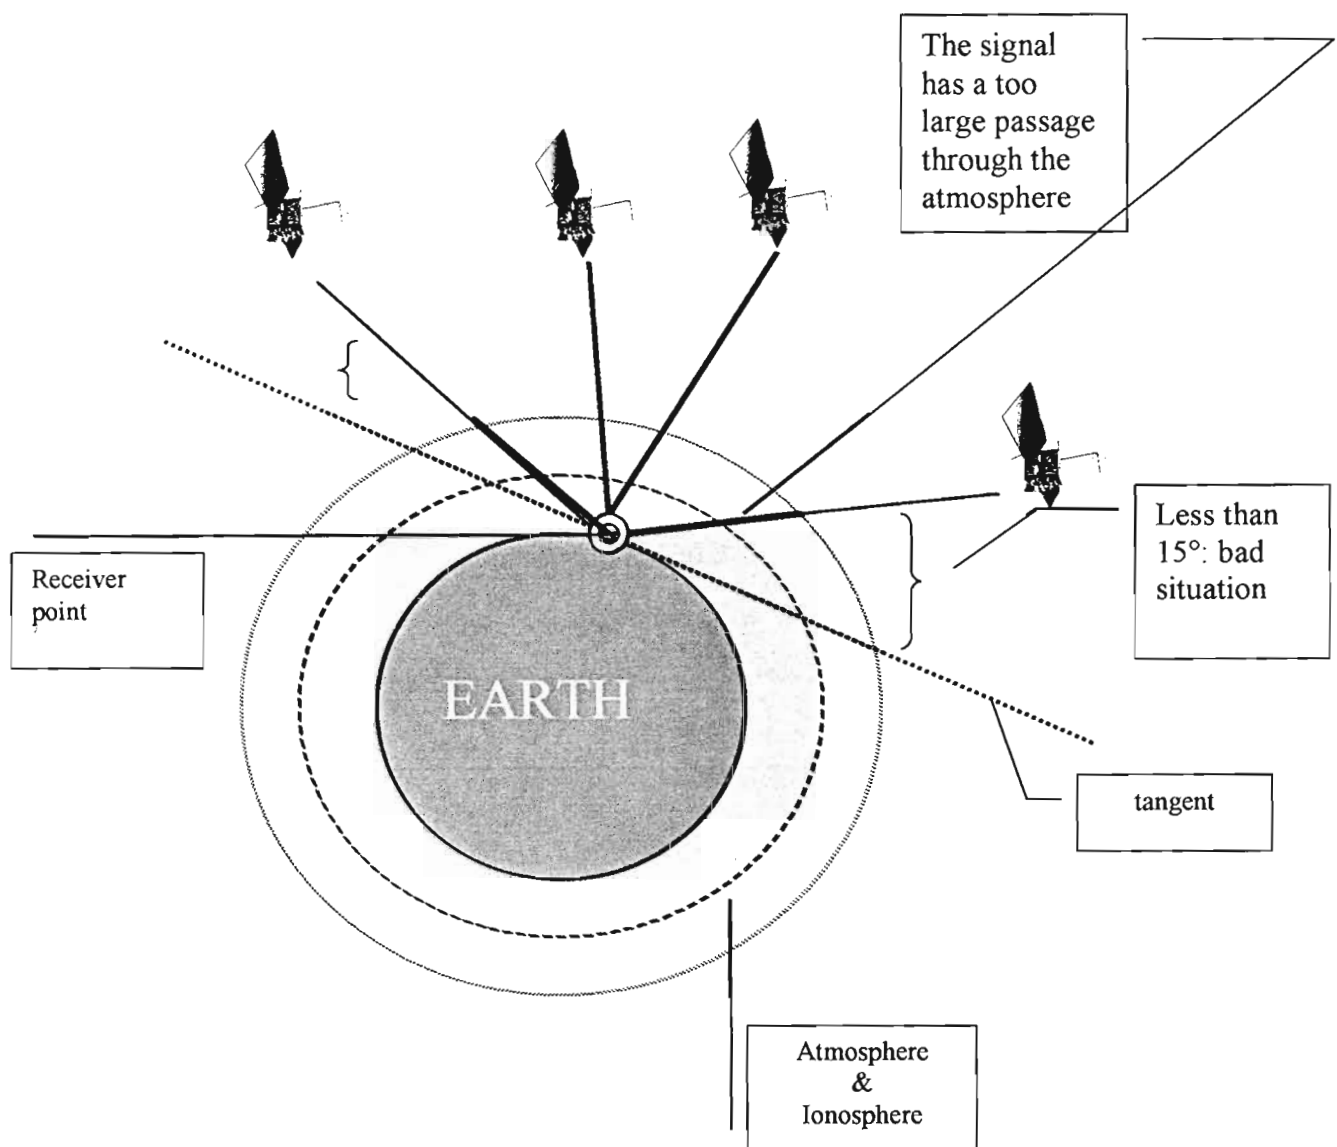 The signal
has a too
large passage
through the
atmosphere
Less than
15°: bad
situation
Receiver
point
EARTH
tangent
Atmosphere
&
Ionosphere